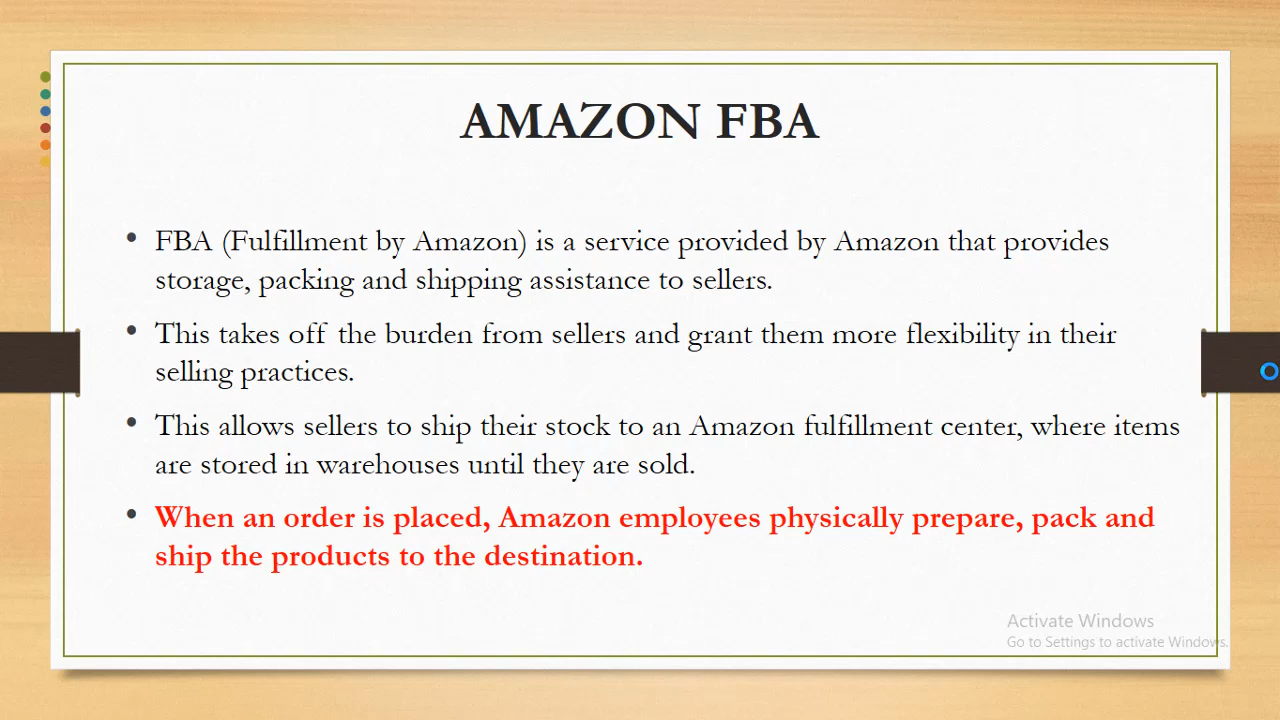 AMAZON FBA
• FBA (Fulfillment by Amazon) is a service provided by Amazon that provides
storage, packing and shipping assistance to sellers.
• This takes off the burden from sellers and grant them more flexibility in their
selling practices.
• This allows sellers to ship their stock to an Amazon fulfillment center, where items
are stored in warehouses until they are sold.
• When an order is placed, Amazon employees physically prepare, pack and
ship the products to the destination.
Activate Windows
Go to Settings to activate Windows.